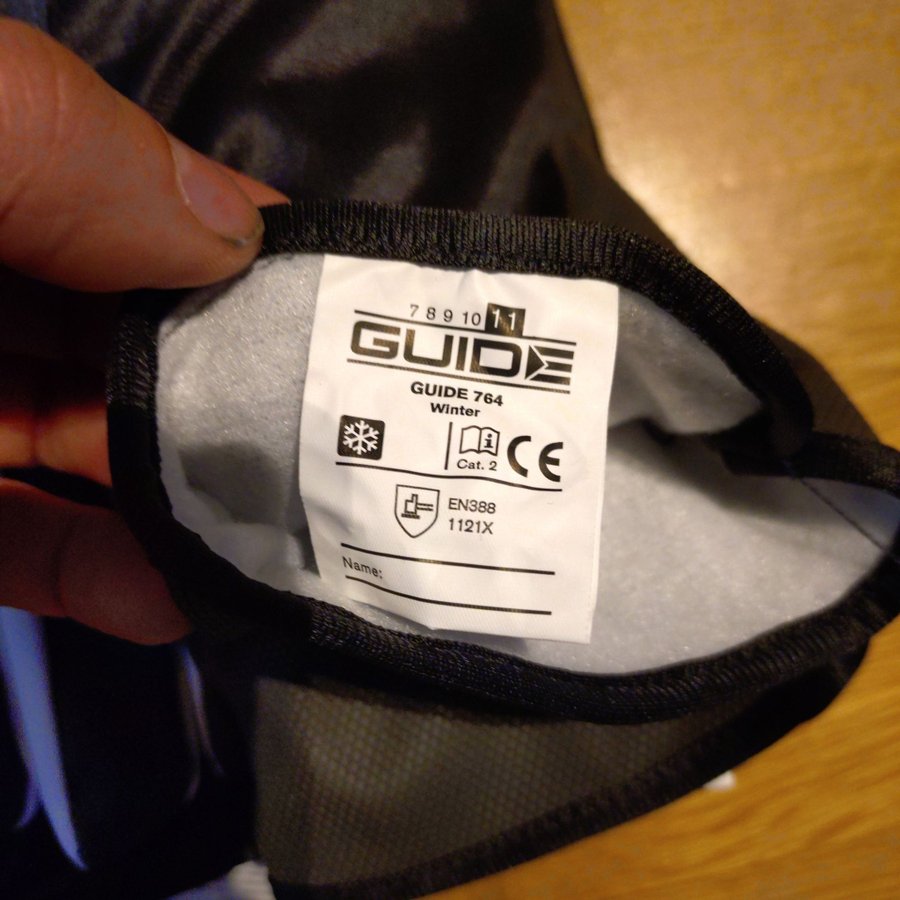 7 8 9 10 11
GUIDE
GUIDE 764
Winter
i
Cat. 2 CE
EN388
1121X
Name: